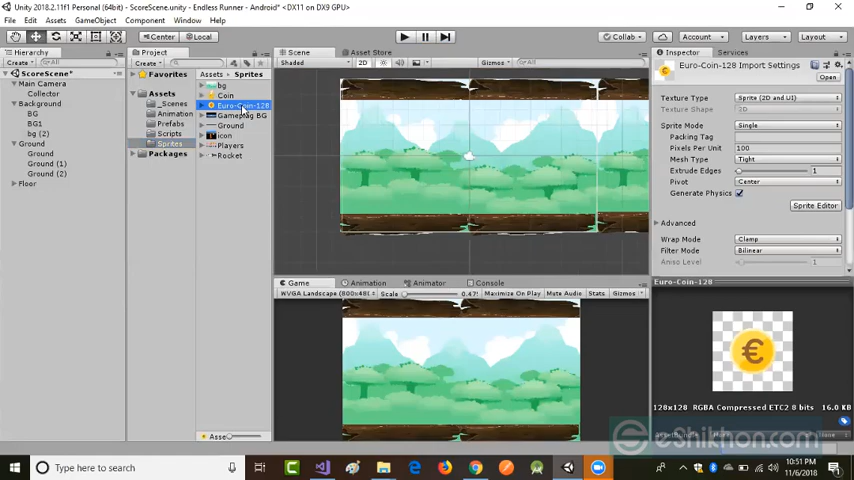 Unity 2018.2.11f1 Personal (64bit) - ScoreScene.unity - Endless Runner - Android* <DX11 on DX9 GPU>
File Edit Assets GameObject Component Window Help
Center Local Collab Account Layers Layout
Hierarchy
Create All
ScoreScene*
Main Camera
Collector
Background
BG
BG1
bg (2)
Ground
Ground
Ground (1)
Ground (2)
Floor
Project
Create
Favorites
Assets
_Scenes
Animation
Prefabs
Scripts
Sprites
Packages
Assets Sprites
bg
Coin
Euro-Coin-128
Gameplay BG
Ground
icon
Players
Rocket
Asse
Scene Asset Store
Shaded 2D Gizmos All
Game Animation Animator Console
WVGA Landscape (800x480) Scale 0.47 Maximize On Play Mute Audio Stats Gizmos
Inspector Services
Euro-Coin-128 Import Settings
Open
Texture Type Sprite (2D and UI)
Texture Shape 2D
Sprite Mode Single
Packing Tag
Pixels Per Unit 100
Mesh Type Tight
Extrude Edges 1
Pivot Center
Generate Physics
Sprite Editor
Advanced
Wrap Mode Clamp
Filter Mode Bilinear
Aniso Level 1
Euro-Coin-128
€
128x128 RGBA Compressed ETC2 8 bits 16.0 KB
AssetBundle None None
eShikhon.com
Type here to search
10:51 PM
11/6/2018